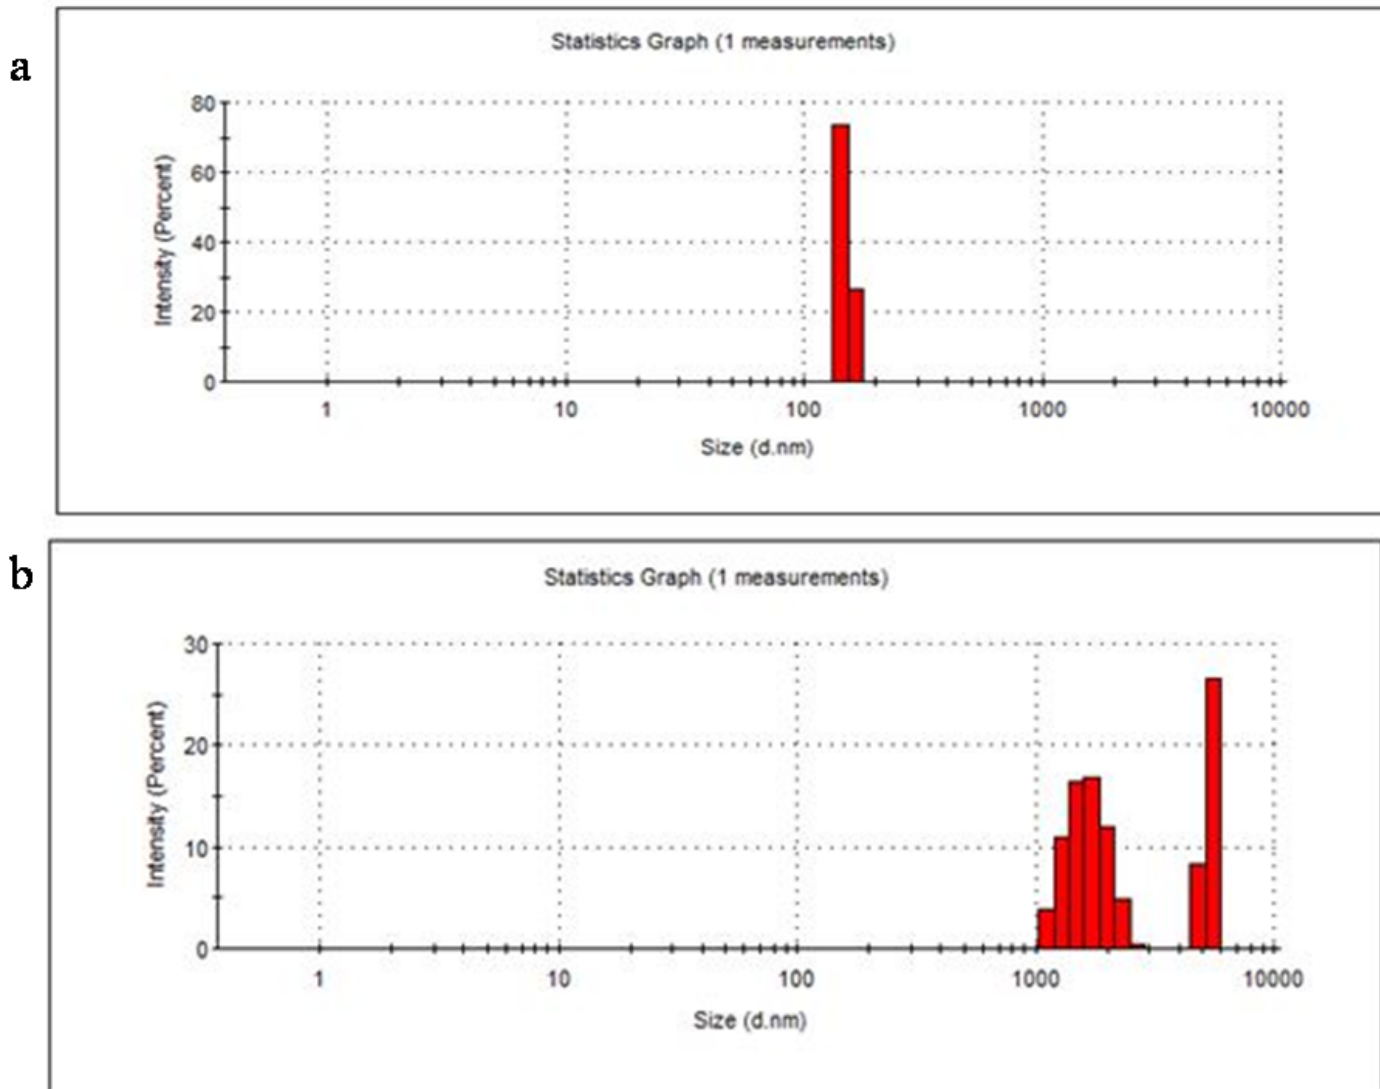 a
Statistics Graph (1 measurements)
80
60
40
20
0
Intensity (Percent)
1 10 100 1000 10000
Size (d.nm)
b
Statistics Graph (1 measurements)
30
20
10
0
Intensity (Percent)
1 10 100 1000 10000
Size (d.nm)